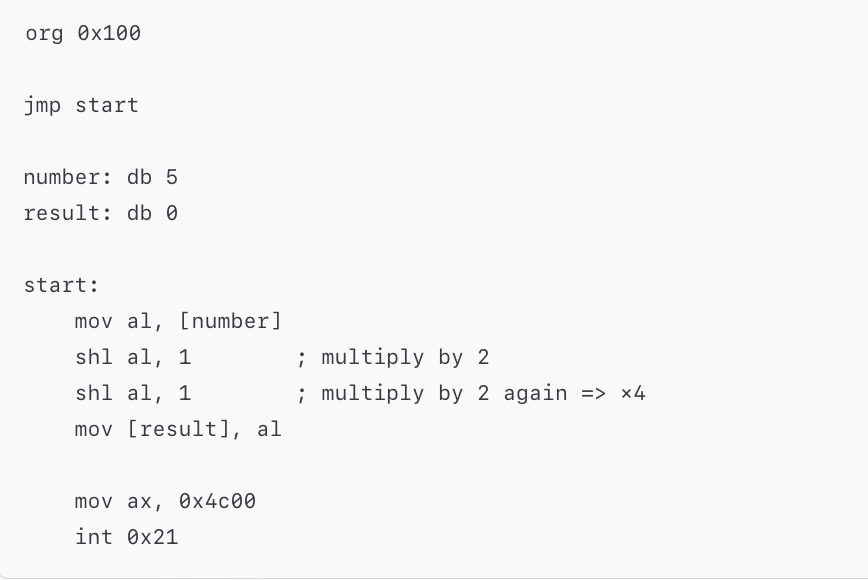 org 0x100
jmp start
number: db 5
result: db 0
start:
    mov al, [number]
    shl al, 1        ; multiply by 2
    shl al, 1        ; multiply by 2 again => ×4
    mov [result], al
    mov ax, 0x4c00
    int 0x21